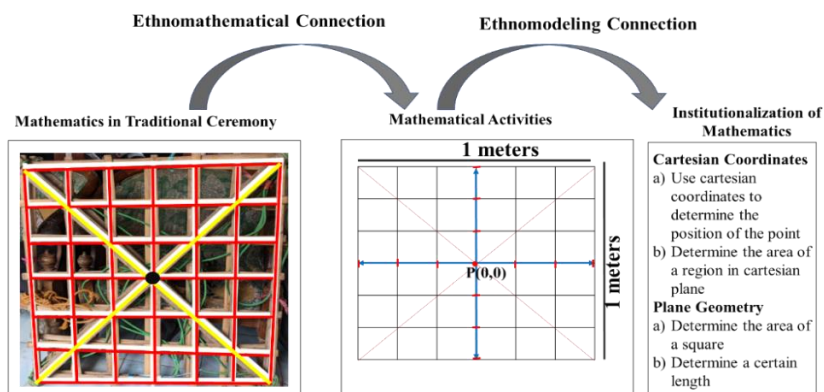 Ethnomathematical Connection
Ethnomodeling Connection
Mathematics in Traditional Ceremony
Mathematical Activities
Institutionalization of
Mathematics
1 meters
1 meters
P(0,0)
Cartesian Coordinates
a) Use cartesian
coordinates to
determine the
position of the point
b) Determine the area of
a region in cartesian
plane
Plane Geometry
a) Determine the area of
a square
b) Determine a certain
length